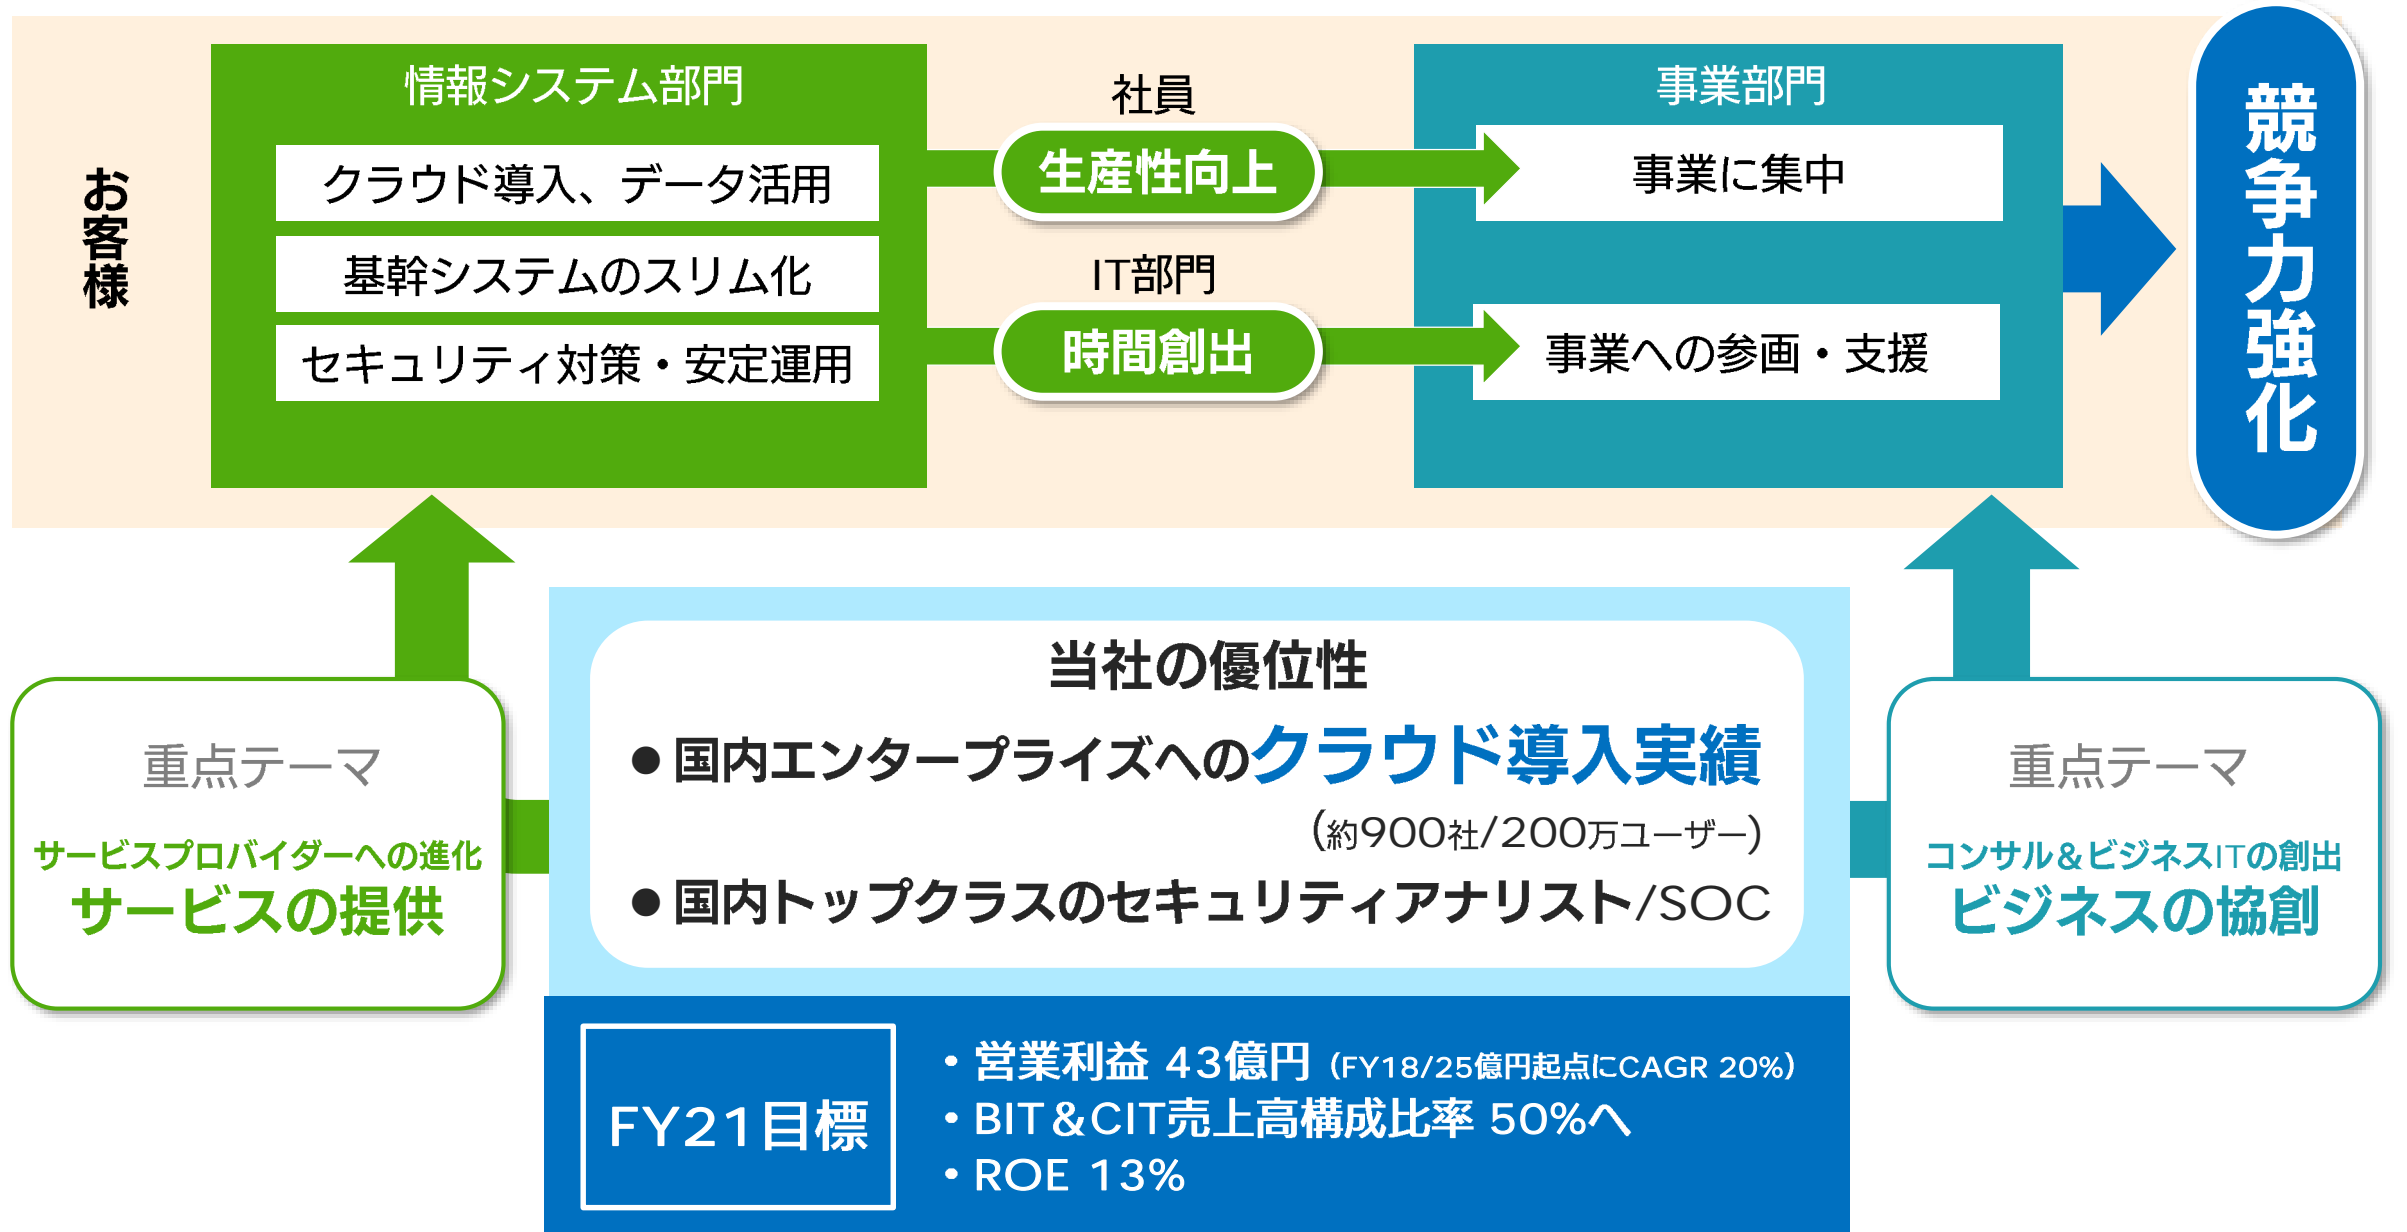 お客様
情報システム部門
クラウド導入、データ活用
基幹システムのスリム化
セキュリティ対策・安定運用
社員
生産性向上
IT部門
時間創出
事業部門
事業に集中
事業への参画・支援
競争力強化
重点テーマ
サービスプロバイダーへの進化
サービスの提供
当社の優位性
●国内エンタープライズへのクラウド導入実績
(約900社/200万ユーザー)
●国内トップクラスのセキュリティアナリスト/SOC
重点テーマ
コンサル＆ビジネスITの創出
ビジネスの協創
FY21目標
・営業利益 43億円（FY18/25億円起点にCAGR 20%）
・BIT＆CIT売上高構成比率 50%へ
・ROE 13%